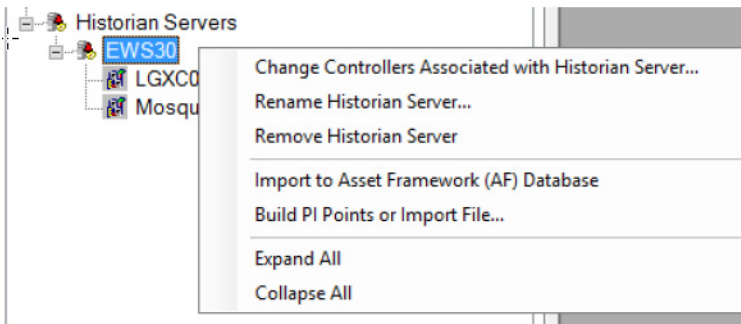 Historian Servers
EWS30
LGXC0
Mosqu
Change Controllers Associated with Historian Server...
Rename Historian Server...
Remove Historian Server
Import to Asset Framework (AF) Database
Build PI Points or Import File...
Expand All
Collapse All